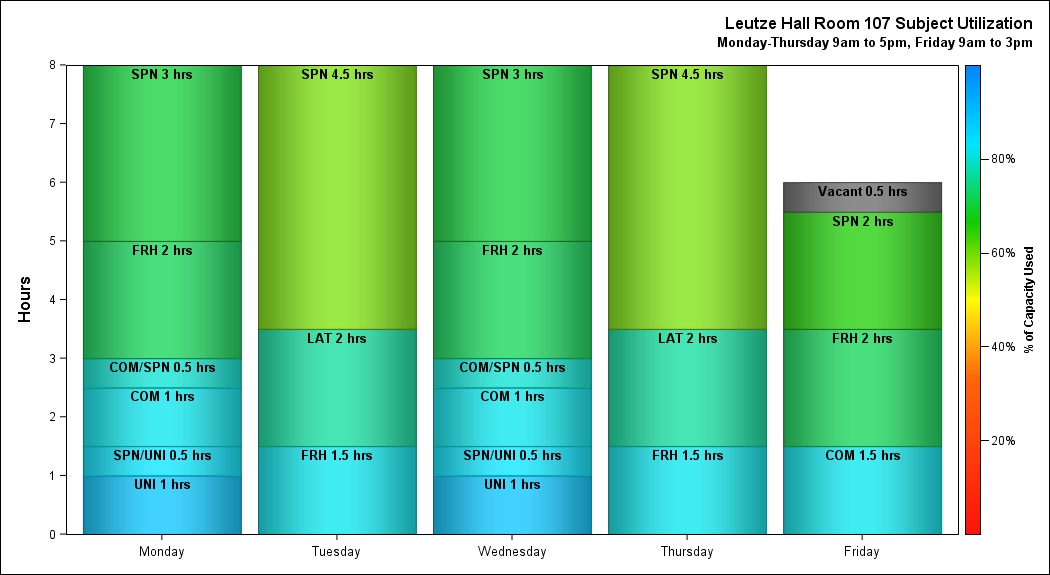 Leutze Hall Room 107 Subject Utilization
Monday-Thursday 9am to 5pm, Friday 9am to 3pm
Hours
8
7
6
5
4
3
2
1
0
SPN 3 hrs
FRH 2 hrs
COM/SPN 0.5 hrs
COM 1 hrs
SPN/UNI 0.5 hrs
UNI 1 hrs
SPN 4.5 hrs
LAT 2 hrs
FRH 1.5 hrs
SPN 3 hrs
FRH 2 hrs
COM/SPN 0.5 hrs
COM 1 hrs
SPN/UNI 0.5 hrs
UNI 1 hrs
SPN 4.5 hrs
LAT 2 hrs
FRH 1.5 hrs
Vacant 0.5 hrs
SPN 2 hrs
FRH 2 hrs
COM 1.5 hrs
Monday
Tuesday
Wednesday
Thursday
Friday
80%
60%
40%
20%
% of Capacity Used